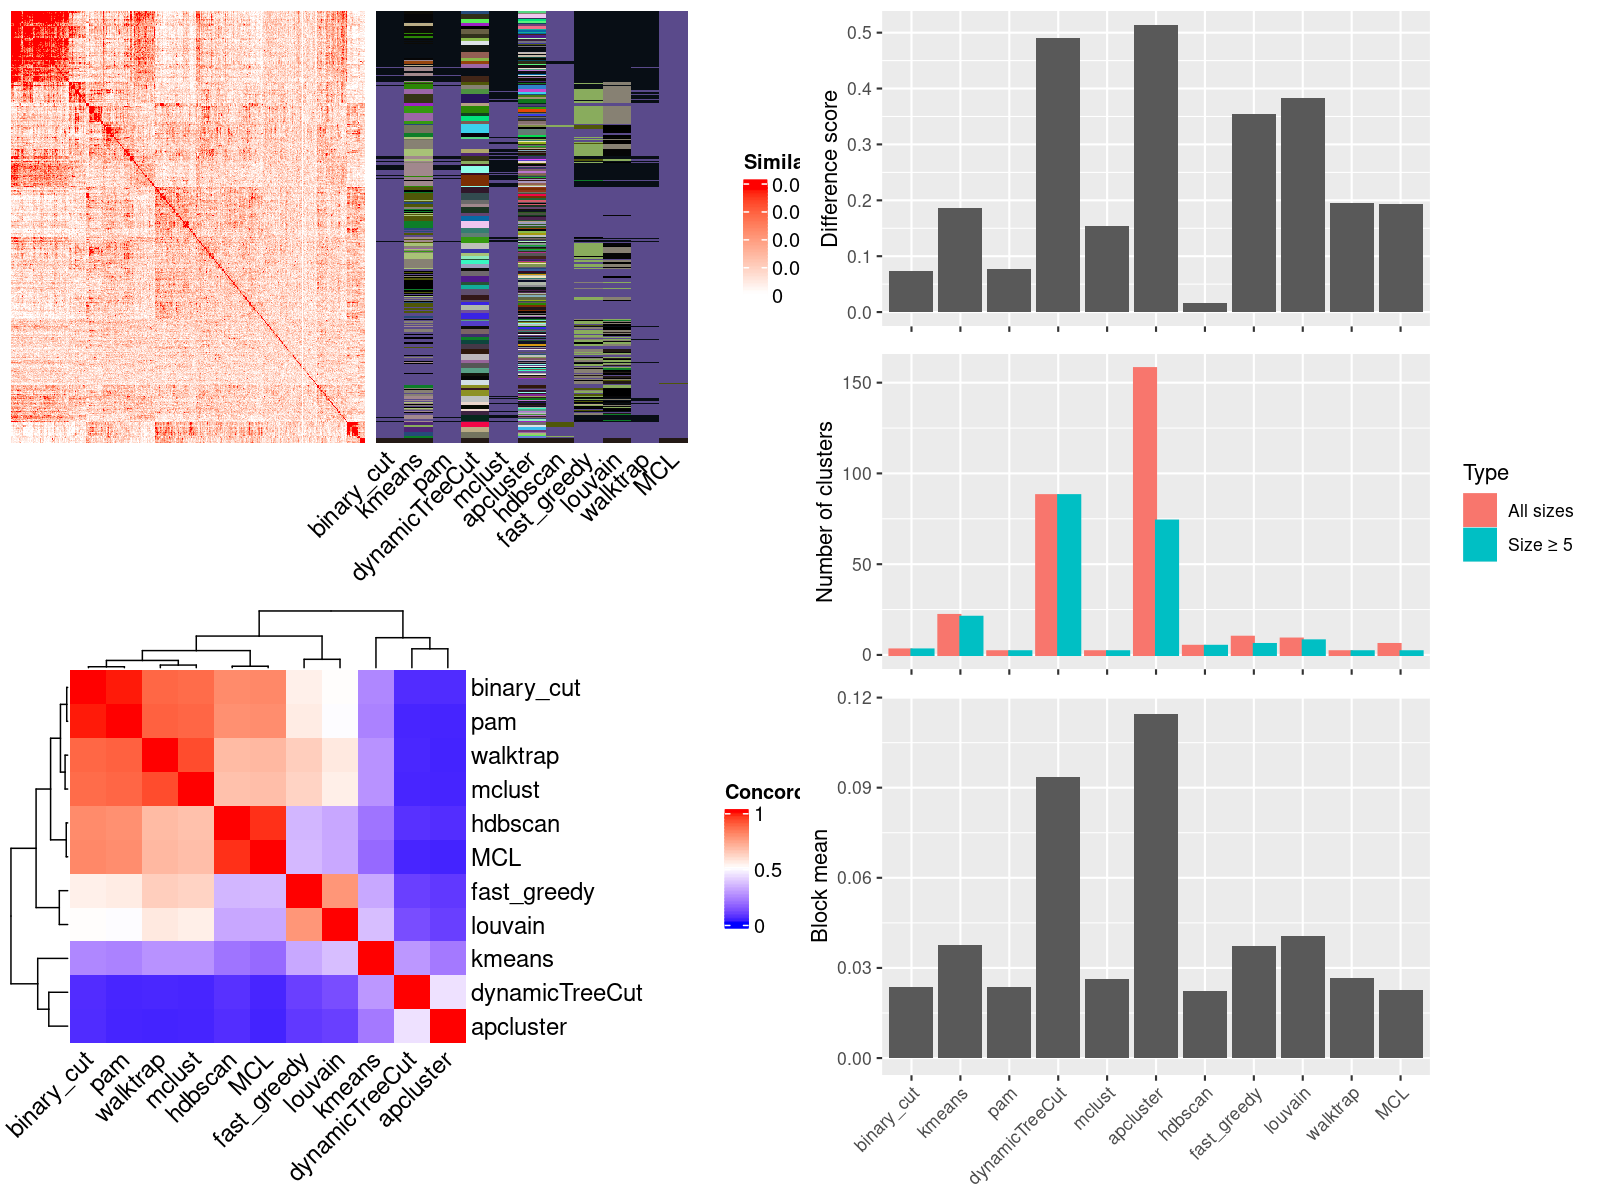 Simila
0.0
0.0
0.0
0.0
0
binary_cut
kmeans
pam
dynamicTreeCut
mclust
apcluster
hdbscan
fast_greedy
louvain
walktrap
MCL
binary_cut
pam
walktrap
mclust
hdbscan
MCL
fast_greedy
louvain
kmeans
dynamicTreeCut
apcluster
binary_cut
pam
walktrap
mclust
hdbscan
MCL
fast_greedy
louvain
kmeans
dynamicTreeCut
apcluster
Concord
1
0.5
0
Difference score
0.5
0.4
0.3
0.2
0.1
0.0
Number of clusters
150
100
50
0
Type
All sizes
Size ≥ 5
Block mean
0.12
0.09
0.06
0.03
0.00
binary_cut
kmeans
pam
dynamicTreeCut
mclust
apcluster
hdbscan
fast_greedy
louvain
walktrap
MCL